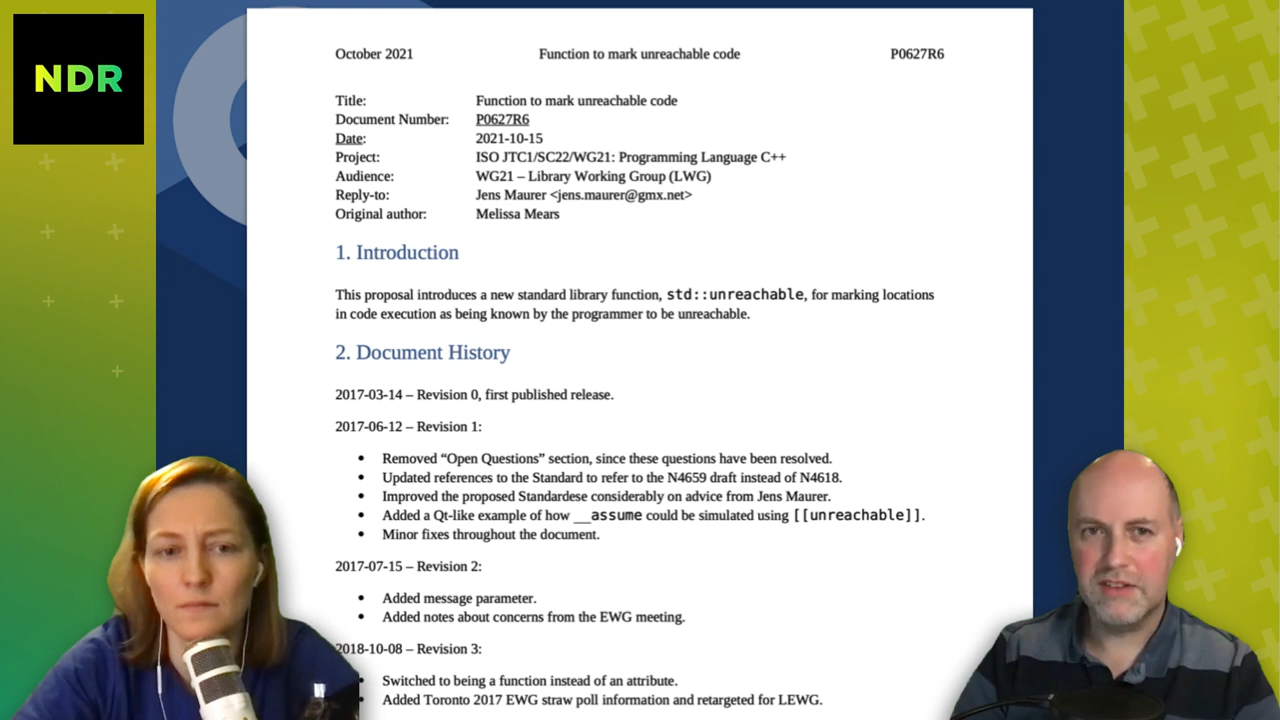 NDR
October 2021 Function to mark unreachable code P0627R6
Title: Function to mark unreachable code
Document Number: P0627R6
Date: 2021-10-15
Project: ISO JTC1/SC22/WG21: Programming Language C++
Audience: WG21 – Library Working Group (LWG)
Reply-to: Jens Maurer <jens.maurer@gmx.net>
Original author: Melissa Mears
1. Introduction
This proposal introduces a new standard library function, std::unreachable, for marking locations
in code execution as being known by the programmer to be unreachable.
2. Document History
2017-03-14 – Revision 0, first published release.
2017-06-12 – Revision 1:
• Removed “Open Questions” section, since these questions have been resolved.
• Updated references to the Standard to refer to the N4659 draft instead of N4618.
• Improved the proposed Standardese considerably on advice from Jens Maurer.
• Added a Qt-like example of how __assume could be simulated using [[unreachable]].
• Minor fixes throughout the document.
2017-07-15 – Revision 2:
• Added message parameter.
• Added notes about concerns from the EWG meeting.
2018-10-08 – Revision 3:
• Switched to being a function instead of an attribute.
• Added Toronto 2017 EWG straw poll information and retargeted for LEWG.